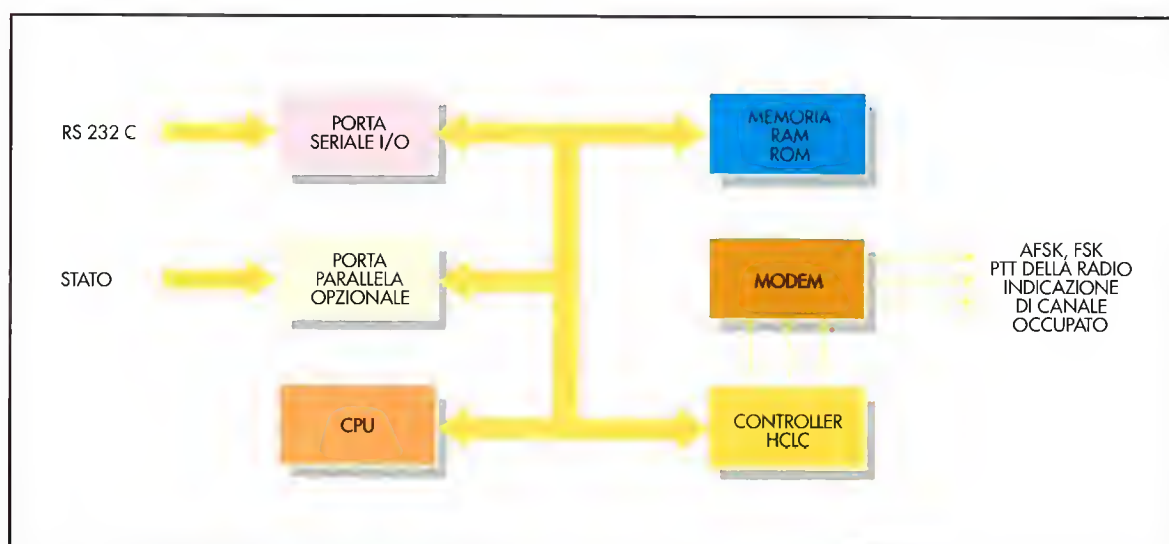 RS 232 C
PORTA
SERIALE I/O
MEMORIA
RAM
ROM
STATO
PORTA
PARALLELA
OPZIONALE
MODEM
AFSK, FSK
PTT DELLA RADIO
INDICAZIONE
DI CANALE
OCCUPATO
CPU
CONTROLLER
HCLC